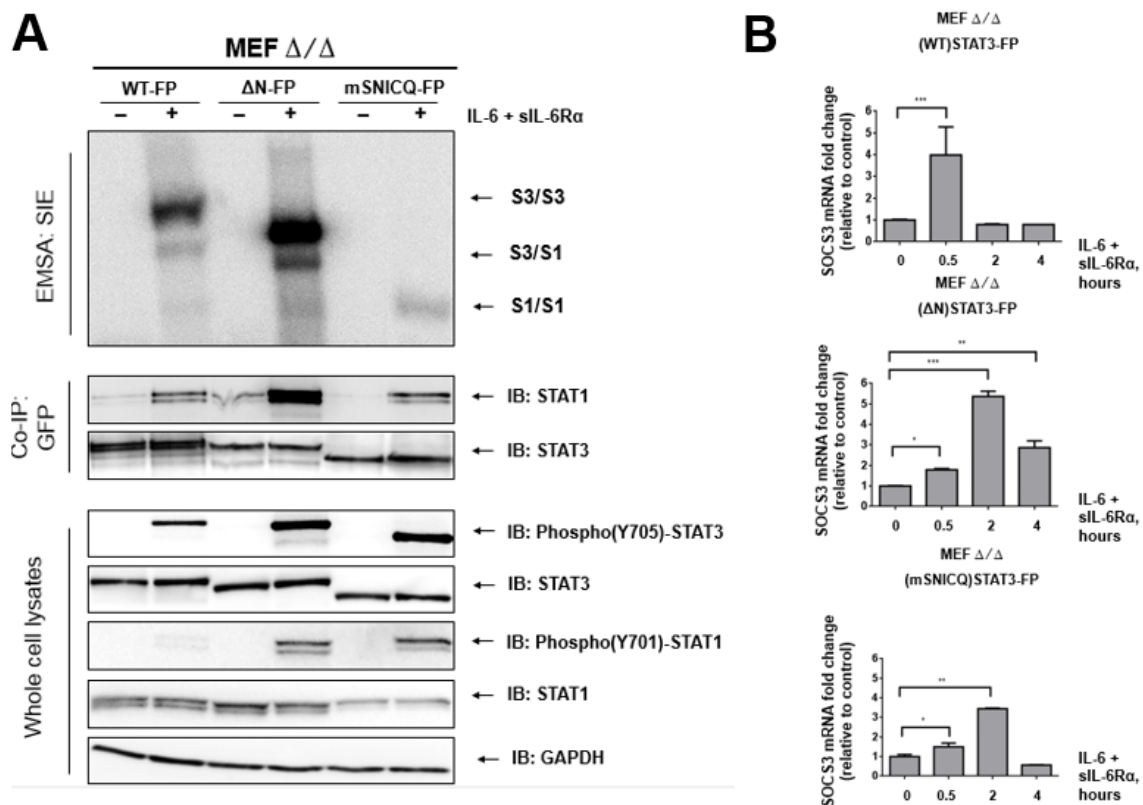 A
MEF Δ/Δ
WT-FP ΔN-FP mSNICQ-FP
– + – + – + IL-6 + sIL-6Rα
EMSA: SIE
S3/S3
S3/S1
S1/S1
Co-IP:
GFP
IB: STAT1
IB: STAT3
Whole cell lysates
IB: Phospho(Y705)-STAT3
IB: STAT3
IB: Phospho(Y701)-STAT1
IB: STAT1
IB: GAPDH
B
MEF Δ/Δ
(WT)STAT3-FP
SOCS3 mRNA fold change
(relative to control)
6
5
4
3
2
1
0
***
0 0.5 2 4
IL-6 +
sIL-6Rα,
hours
MEF Δ/Δ
(ΔN)STAT3-FP
SOCS3 mRNA fold change
(relative to control)
6
5
4
3
2
1
0
**
***
*
0 0.5 2 4
IL-6 +
sIL-6Rα,
hours
MEF Δ/Δ
(mSNICQ)STAT3-FP
SOCS3 mRNA fold change
(relative to control)
6
5
4
3
2
1
0
**
*
0 0.5 2 4
IL-6 +
sIL-6Rα,
hours